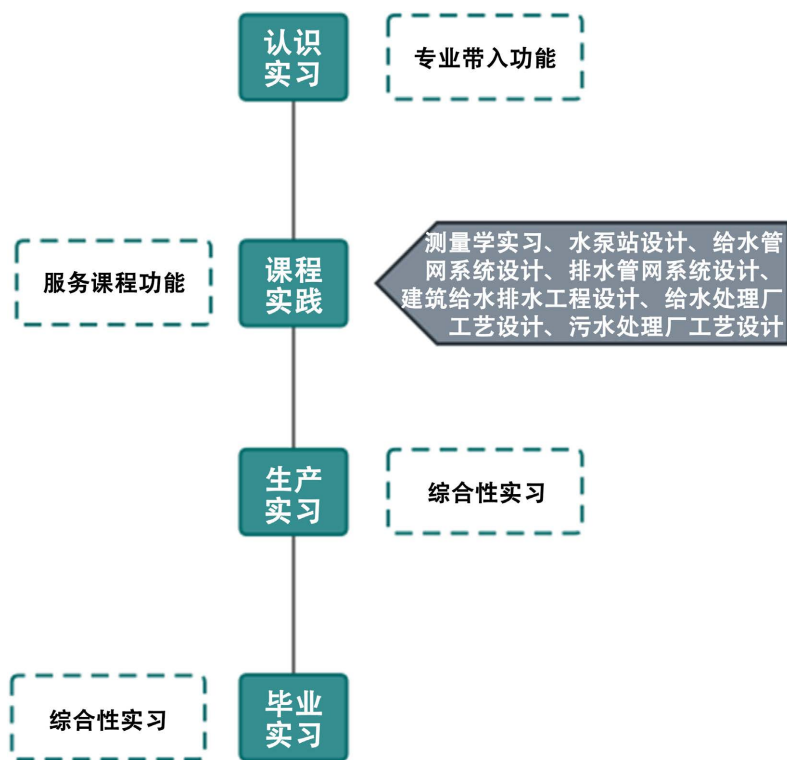 认识
实习
专业带入功能
服务课程功能
课程
实践
测量学实习、水泵站设计、给水管
网系统设计、排水管网系统设计、
建筑给水排水工程设计、给水处理厂
工艺设计、污水处理厂工艺设计
生产
实习
综合性实习
综合性实习
毕业
实习